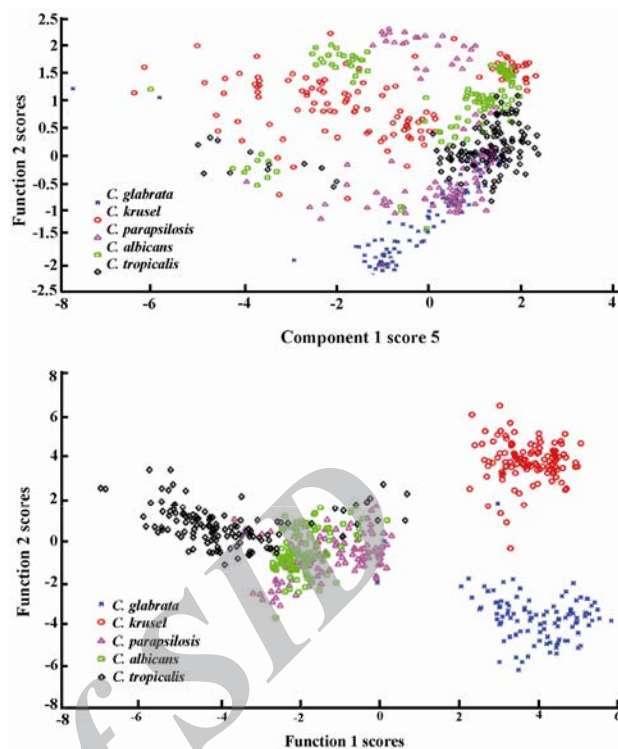 2.5
2
1.5
1
0.5
0
-0.5
-1
-1.5
-2
2.5
Function 2 scores
C. glabrata
C. krusel
C. parapsilosis
C. albicans
C. tropicalis
-8 -6 -4 -2 0 2 4
Component 1 score 5
8
6
4
2
0
-2
-4
-6
-8
Function 2 scores
C. glabrata
C. krusel
C. parapsilosis
C. albicans
C. tropicalis
-8 -6 -4 -2 0 2 4 6
Function 1 scores
f SID